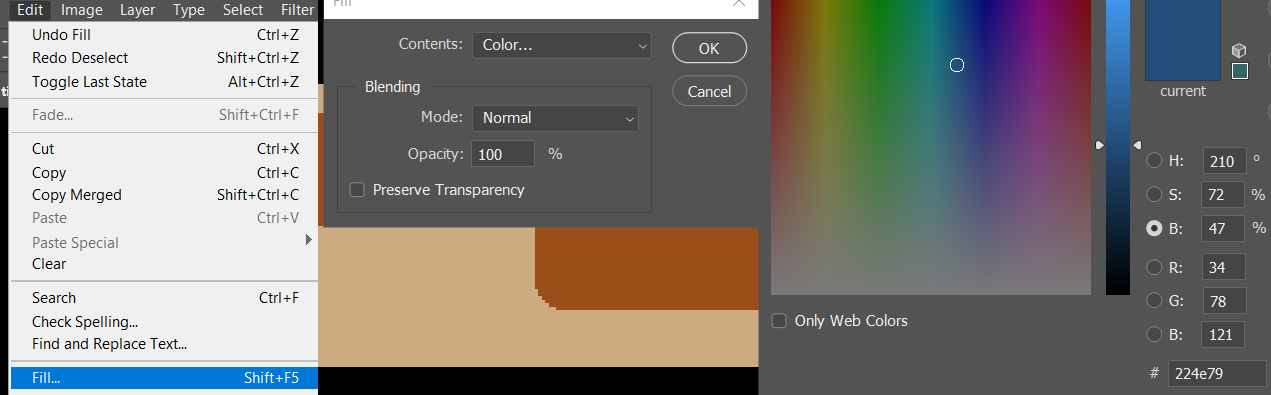 Edit Image Layer Type Select Filter
Undo Fill Ctrl+Z
Redo Deselect Shift+Ctrl+Z
Toggle Last State Alt+Ctrl+Z
Fade... Shift+Ctrl+F
Cut Ctrl+X
Copy Ctrl+C
Copy Merged Shift+Ctrl+C
Paste Ctrl+V
Paste Special
Clear
Search Ctrl+F
Check Spelling...
Find and Replace Text...
Fill... Shift+F5
Fill
Contents: Color...
OK
Blending
Cancel
Mode: Normal
Opacity: 100 %
Preserve Transparency
current
H: 210 °
S: 72 %
B: 47 %
R: 34
G: 78
B: 121
# 224e79
Only Web Colors